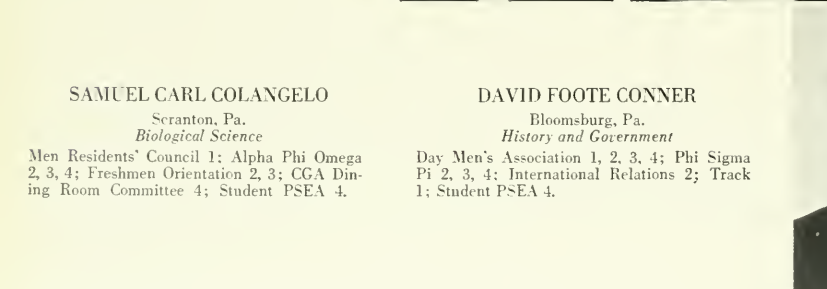 SAMUEL CARL COLANGELO
Scranton, Pa.
Biological Science
Men Residents' Council 1; Alpha Phi Omega
2, 3, 4; Freshmen Orientation 2, 3; CGA Din-
ing Room Committee 4; Student PSEA 4.
DAVID FOOTE CONNER
Bloomsburg, Pa.
History and Government
Day Men's Association 1, 2, 3, 4; Phi Sigma
Pi 2, 3, 4; International Relations 2; Track
1; Student PSEA 4.